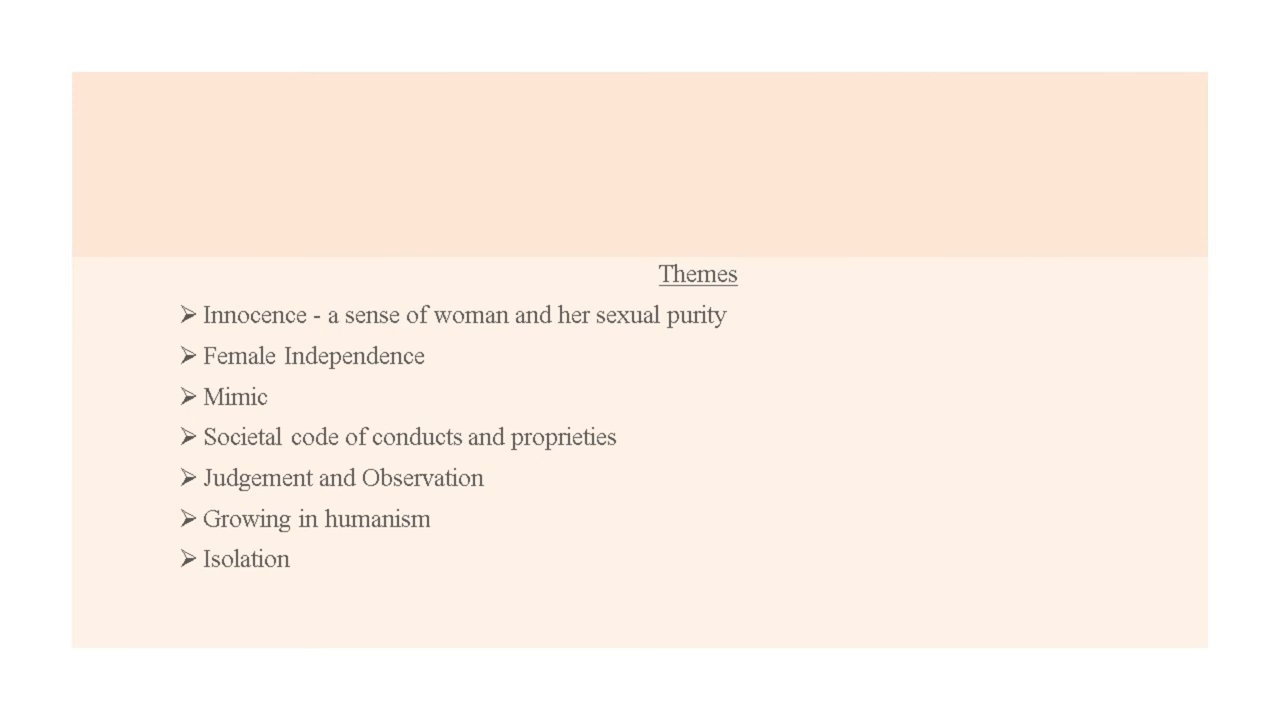 Themes
➢ Innocence - a sense of woman and her sexual purity
➢ Female Independence
➢ Mimic
➢ Societal code of conducts and proprieties
➢ Judgement and Observation
➢ Growing in humanism
➢ Isolation